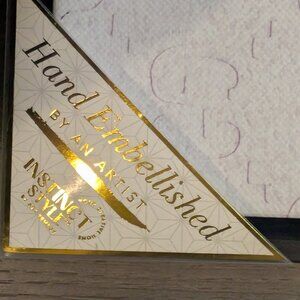 Hand Embellished
BY AN ARTIST
INSTINCT
STYLE